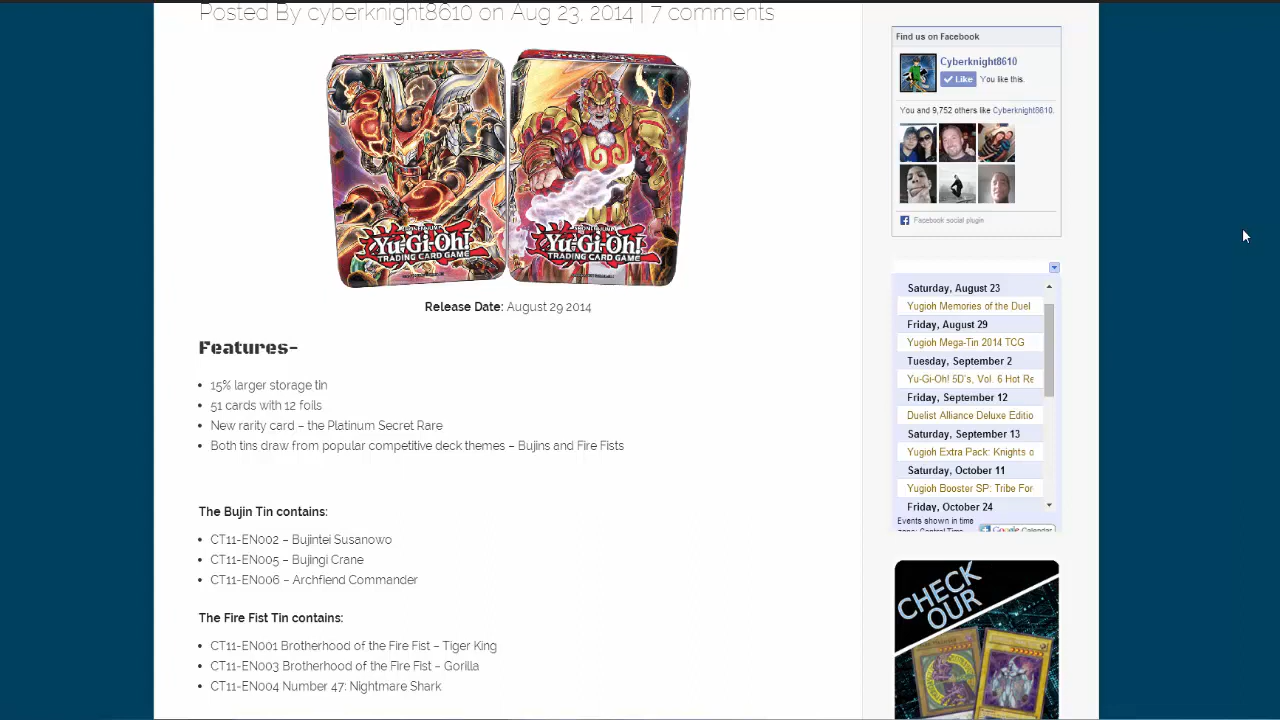 Posted By cyberknight8610 on Aug 23, 2014 | 7 comments
Yu-Gi-Oh!
TRADING CARD GAME
Yu-Gi-Oh!
TRADING CARD GAME
Release Date: August 29 2014
Features-
15% larger storage tin
51 cards with 12 foils
New rarity card – the Platinum Secret Rare
Both tins draw from popular competitive deck themes – Bujins and Fire Fists
The Bujin Tin contains:
CT11-EN002 – Bujintei Susanowo
CT11-EN005 – Bujingi Crane
CT11-EN006 – Archfiend Commander
The Fire Fist Tin contains:
CT11-EN001 Brotherhood of the Fire Fist – Tiger King
CT11-EN003 Brotherhood of the Fire Fist – Gorilla
CT11-EN004 Number 47: Nightmare Shark
Find us on Facebook
Cyberknight8610
Like You like this.
You and 9,752 others like Cyberknight8610.
Facebook social plugin
Saturday, August 23
Yugioh Memories of the Duel
Friday, August 29
Yugioh Mega-Tin 2014 TCG
Tuesday, September 2
Yu-Gi-Oh! 5D's, Vol. 6 Hot Re
Friday, September 12
Duelist Alliance Deluxe Editio
Saturday, September 13
Yugioh Extra Pack: Knights o
Saturday, October 11
Yugioh Booster SP: Tribe For
Friday, October 24
Events shown in time
zone: Central Time
Google Calendar
CHECK
OUR